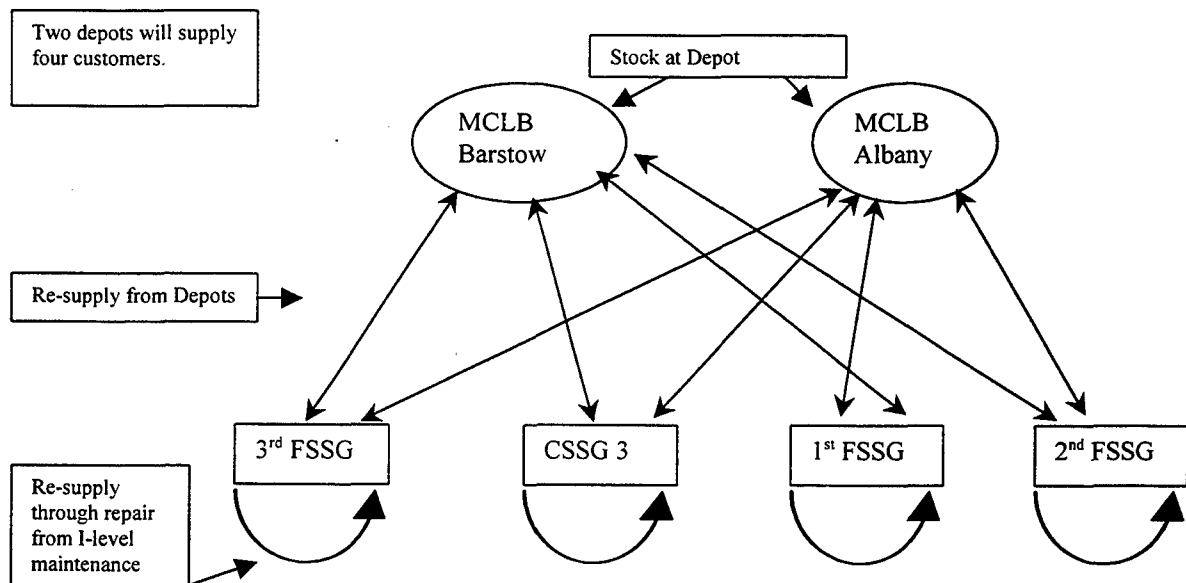 Two depots will supply
four customers.
Stock at Depot
MCLB
Barstow
MCLB
Albany
Re-supply from Depots
3rd FSSG
CSSG 3
1st FSSG
2nd FSSG
Re-supply
through repair
from I-level
maintenance